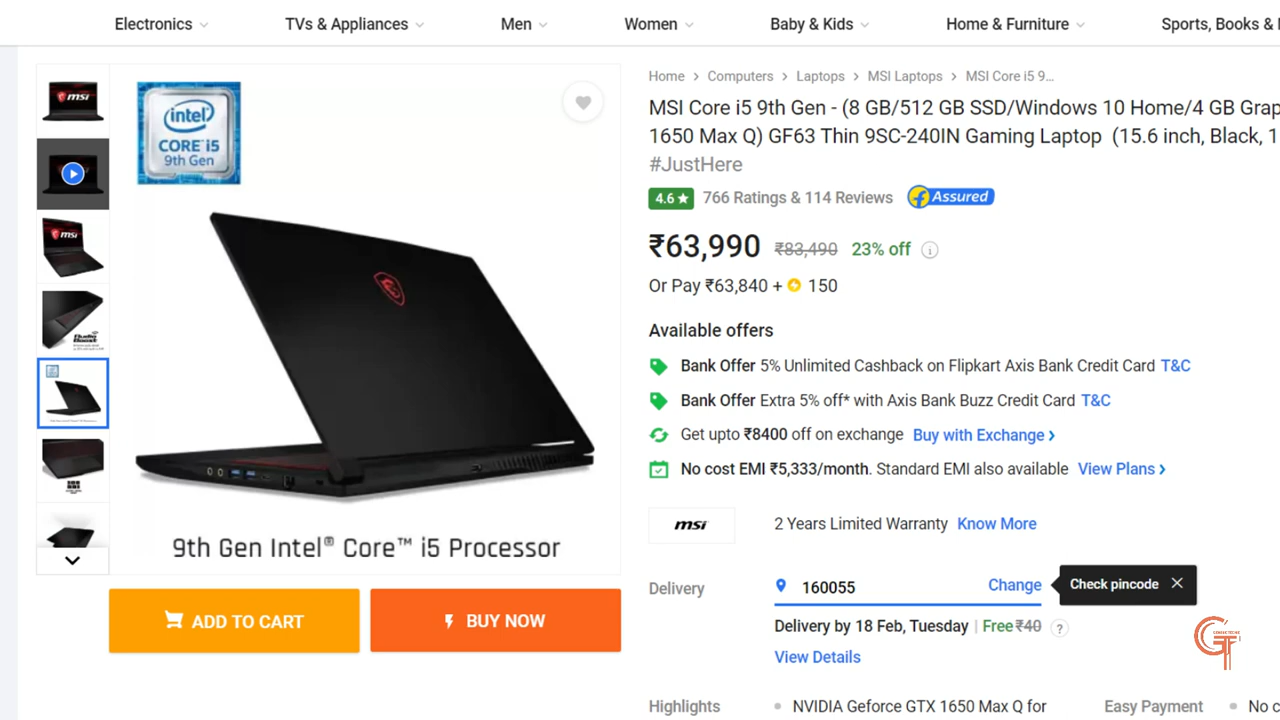 Electronics
TVs & Appliances
Men
Women
Baby & Kids
Home & Furniture
Sports, Books &
Home > Computers > Laptops > MSI Laptops > MSI Core i5 9...
MSI Core i5 9th Gen - (8 GB/512 GB SSD/Windows 10 Home/4 GB
1650 Max Q) GF63 Thin 9SC-240IN Gaming Laptop (15.6 inch, Black, 1
#JustHere
4.6★ 766 Ratings & 114 Reviews Assured
₹63,990 ₹83,490 23% off
Or Pay ₹63,840 + 150
Available offers
Bank Offer 5% Unlimited Cashback on Flipkart Axis Bank Credit Card T&C
Bank Offer Extra 5% off* with Axis Bank Buzz Credit Card T&C
Get upto ₹8400 off on exchange Buy with Exchange >
No cost EMI ₹5,333/month. Standard EMI also available View Plans >
msi 2 Years Limited Warranty Know More
Delivery 160055 Change Check pincode ✕
Delivery by 18 Feb, Tuesday | Free ₹40 ?
View Details
Highlights • NVIDIA Geforce GTX 1650 Max Q for
Easy Payment • No
msi
msi
intel
CORE i5
9th Gen
9th Gen Intel® Core™ i5 Processor
ADD TO CART
BUY NOW